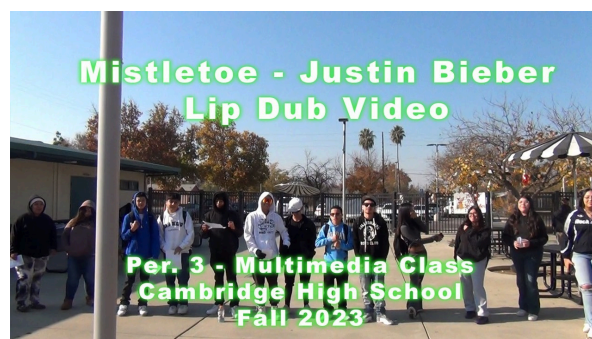 Mistletoe - Justin Bieber
Lip Dub Video
Per. 3 - Multimedia Class
Cambridge High School
Fall 2023